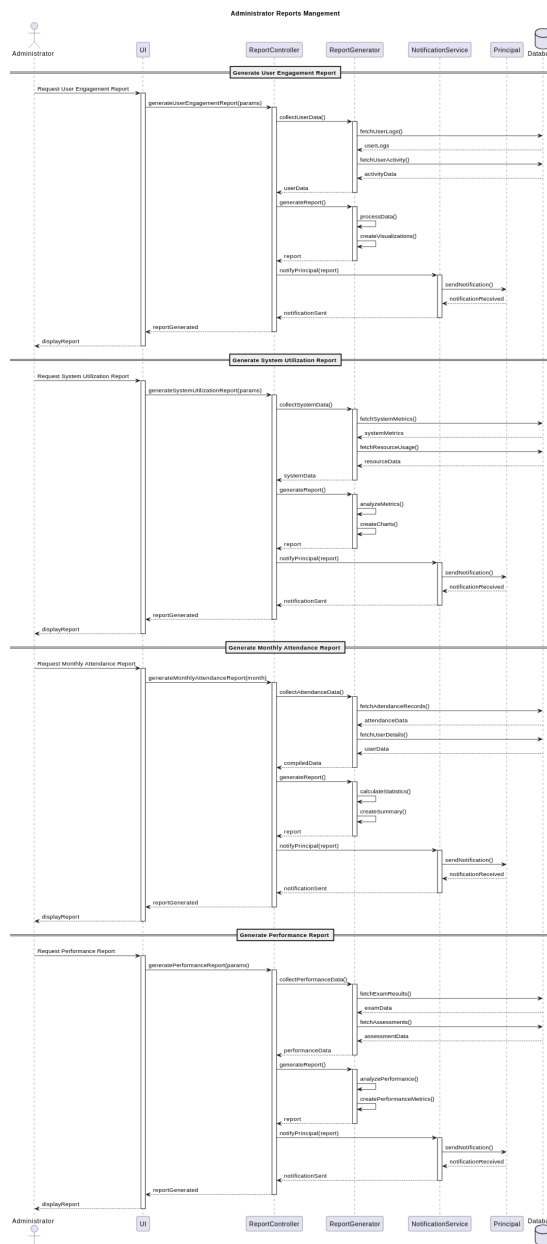 Administrator Reports Mangement
Administrator UI ReportController ReportGenerator NotificationService Principal Databa
Generate User Engagement Report
Request User Engagement Report
generateUserEngagementReport(params)
collectUserData()
fetchUserLogs()
userLogs
fetchUserActivity()
activityData
userData
generateReport()
processData()
createVisualizations()
report
notifyPrincipal(report)
sendNotification()
notificationReceived
notificationSent
reportGenerated
displayReport
Generate System Utilization Report
Request System Utilization Report
generateSystemUtilizationReport(params)
collectSystemData()
fetchSystemMetrics()
systemMetrics
fetchResourceUsage()
resourceData
systemData
generateReport()
analyzeMetrics()
createCharts()
report
notifyPrincipal(report)
sendNotification()
notificationReceived
notificationSent
reportGenerated
displayReport
Generate Monthly Attendance Report
Request Monthly Attendance Report
generateMonthlyAttendanceReport(month)
collectAttendanceData()
fetchAttendanceRecords()
attendanceData
fetchUserDetails()
userData
compiledData
generateReport()
calculateStatistics()
createSummary()
report
notifyPrincipal(report)
sendNotification()
notificationReceived
notificationSent
reportGenerated
displayReport
Generate Performance Report
Request Performance Report
generatePerformanceReport(params)
collectPerformanceData()
fetchExamResults()
examData
fetchAssessments()
assessmentData
performanceData
generateReport()
analyzePerformance()
createPerformanceMetrics()
report
notifyPrincipal(report)
sendNotification()
notificationReceived
notificationSent
reportGenerated
displayReport
Administrator UI ReportController ReportGenerator NotificationService Principal Databa